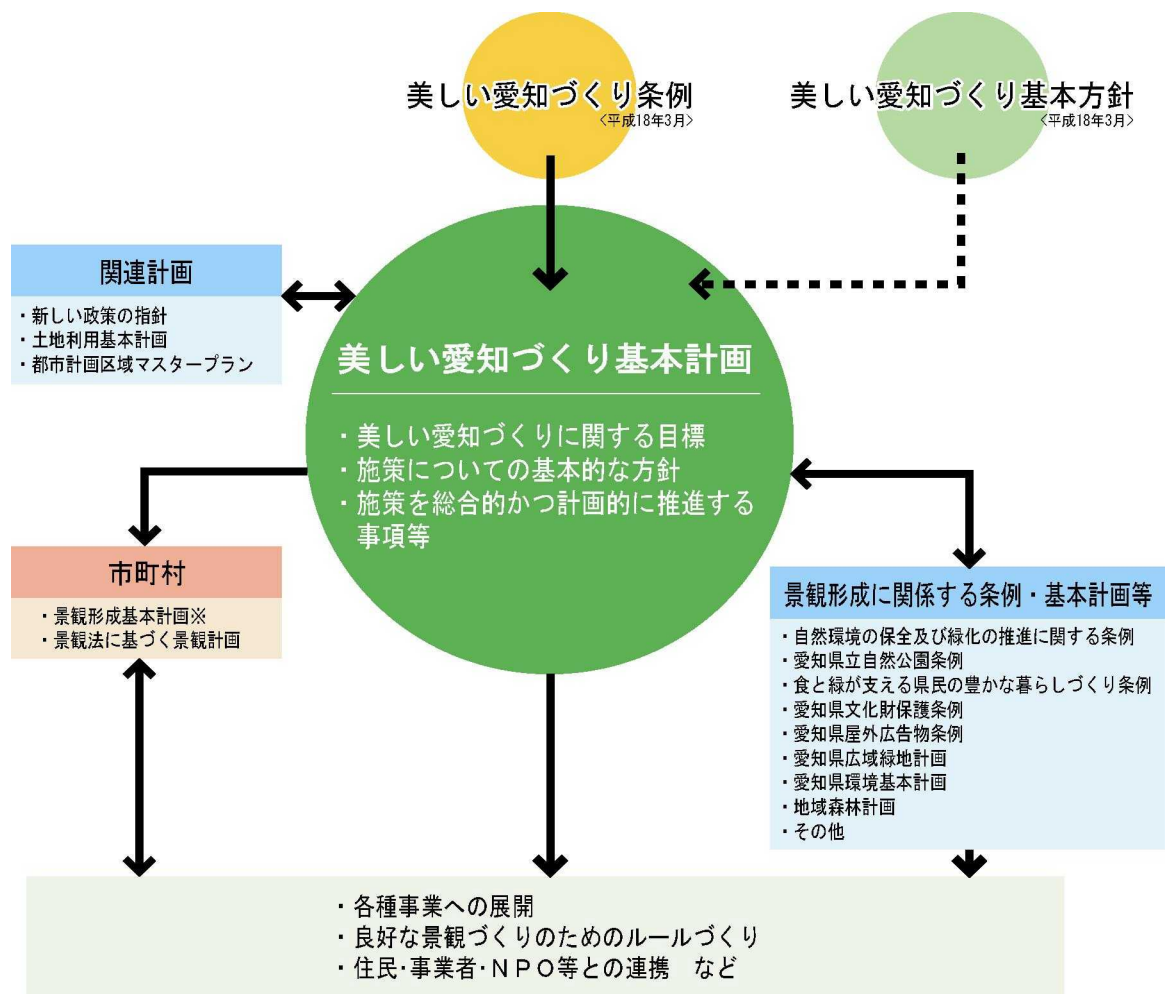 美しい愛知づくり条例
<平成18年3月>
美しい愛知づくり基本方針
<平成18年3月>
関連計画
・新しい政策の指針
・土地利用基本計画
・都市計画区域マスタープラン
美しい愛知づくり基本計画
・美しい愛知づくりに関する目標
・施策についての基本的な方針
・施策を総合的かつ計画的に推進する
事項等
市町村
・景観形成基本計画※
・景観法に基づく景観計画
景観形成に関係する条例・基本計画等
・自然環境の保全及び緑化の推進に関する条例
・愛知県立自然公園条例
・食と緑が支える県民の豊かな暮らしづくり条例
・愛知県文化財保護条例
・愛知県屋外広告物条例
・愛知県広域緑地計画
・愛知県環境基本計画
・地域森林計画
・その他
・各種事業への展開
・良好な景観づくりのためのルールづくり
・住民・事業者・ＮＰＯ等との連携　など